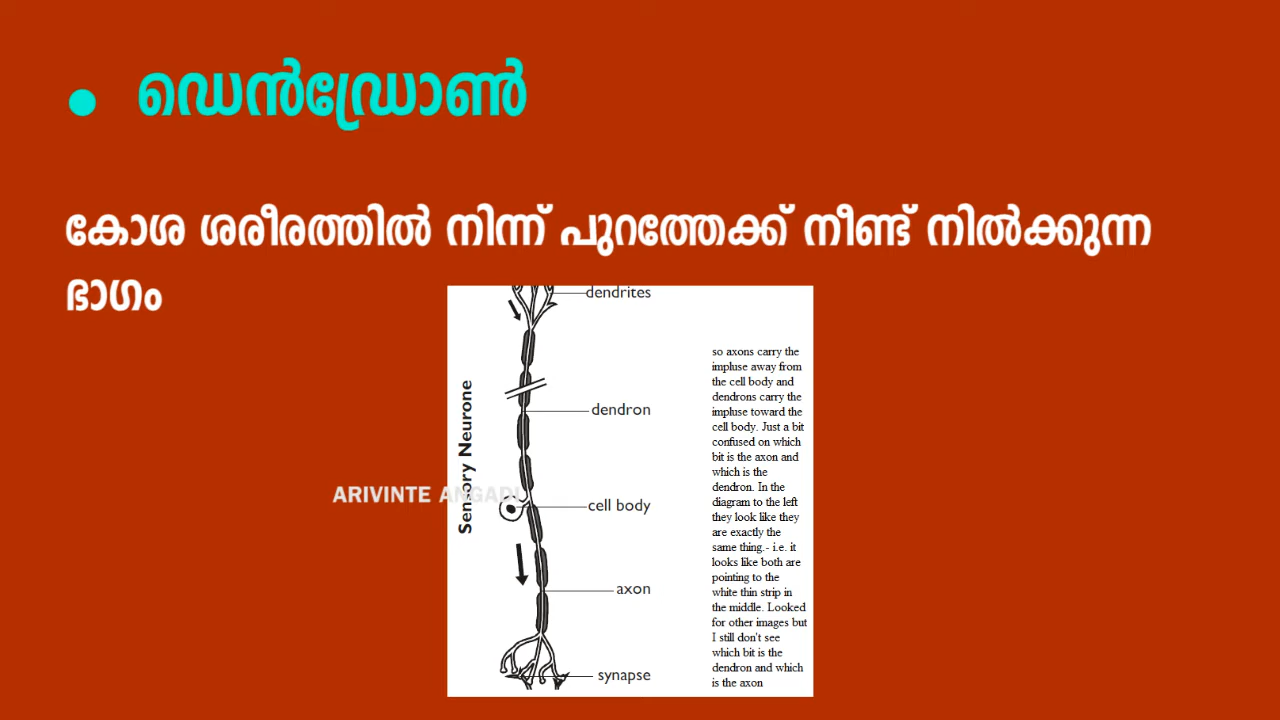 • ഡെൻഡ്രോൺ
കോശ ശരീരത്തിൽ നിന്ന് പുറത്തേക്ക് നീണ്ട് നിൽക്കുന്ന
ഭാഗം
dendrites
dendron
Sensory Neurone
ARIVINTE ANGADI
cell body
axon
synapse
so axons carry the
impluse away from
the cell body and
dendrons carry the
impluse toward the
cell body. Just a bit
confused on which
bit is the axon and
which is the
dendron. In the
diagram to the left
they look like they
are exactly the
same thing.- i.e. it
looks like both are
pointing to the
white thin strip in
the middle. Looked
for other images but
I still don't see
which bit is the
dendron and which
is the axon